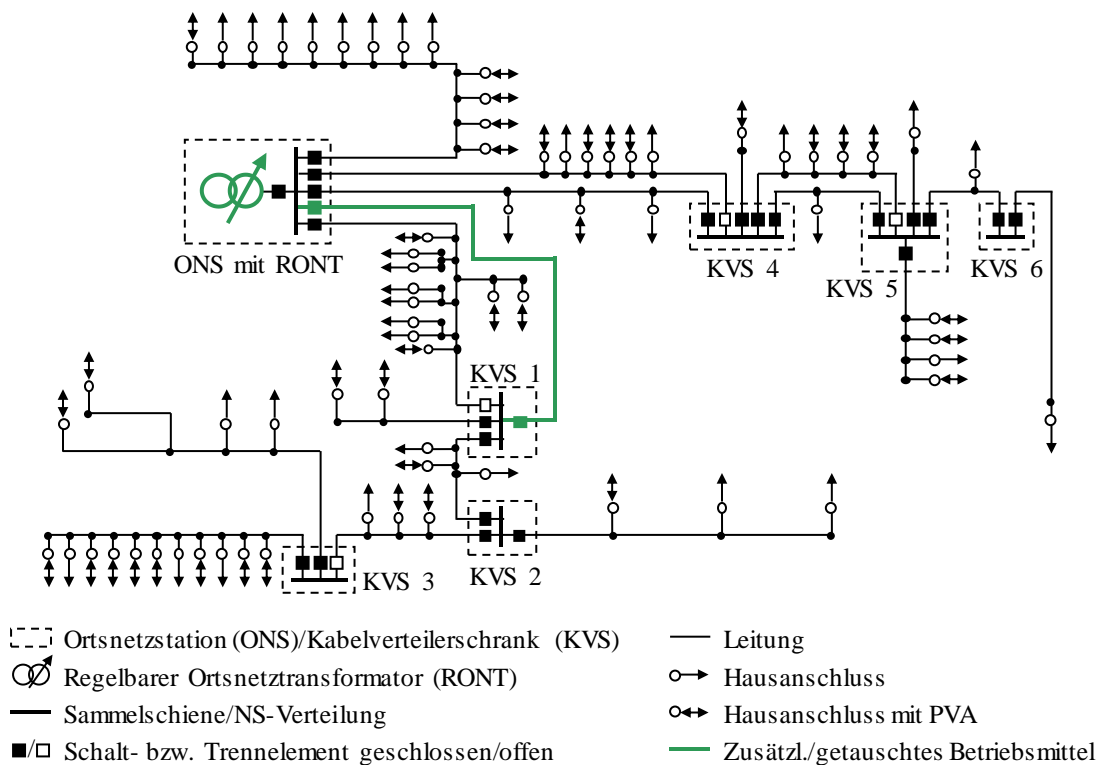 ONS mit RONT
KVS 4
KVS 5
KVS 6
KVS 1
KVS 2
KVS 3
Ortsnetzstation (ONS)/Kabelverteilerschrank (KVS)
Regelbarer Ortsnetztransformator (RONT)
Sammelschiene/NS-Verteilung
/ Schalt- bzw. Trennelement geschlossen/offen
Leitung
Hausanschluss
Hausanschluss mit PVA
Zusätzl./getauschtes Betriebsmittel